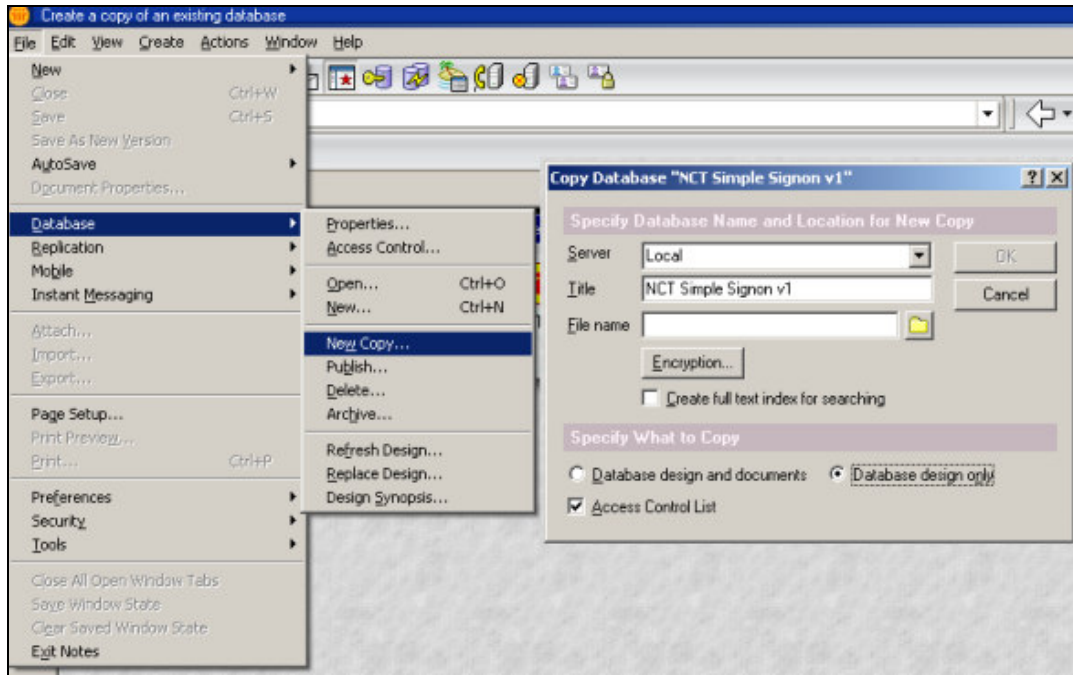 Create a copy of an existing database
File Edit View Create Actions Window Help
New
Close Ctrl+W
Save Ctrl+S
Save As New Version
AutoSave
Document Properties...
Database
Replication
Mobile
Instant Messaging
Attach...
Import...
Export...
Page Setup...
Print Preview...
Print... Ctrl+P
Preferences
Security
Tools
Close All Open Window Tabs
Save Window State
Clear Saved Window State
Exit Notes
Properties...
Access Control...
Open... Ctrl+O
New... Ctrl+N
New Copy...
Publish...
Delete...
Archive...
Refresh Design...
Replace Design...
Design Synopsis...
Copy Database "NCT Simple Signon v1"
Specify Database Name and Location for New Copy
Server Local OK
Title NCT Simple Signon v1 Cancel
File name
Encryption...
Create full text index for searching
Specify What to Copy
Database design and documents Database design only
Access Control List